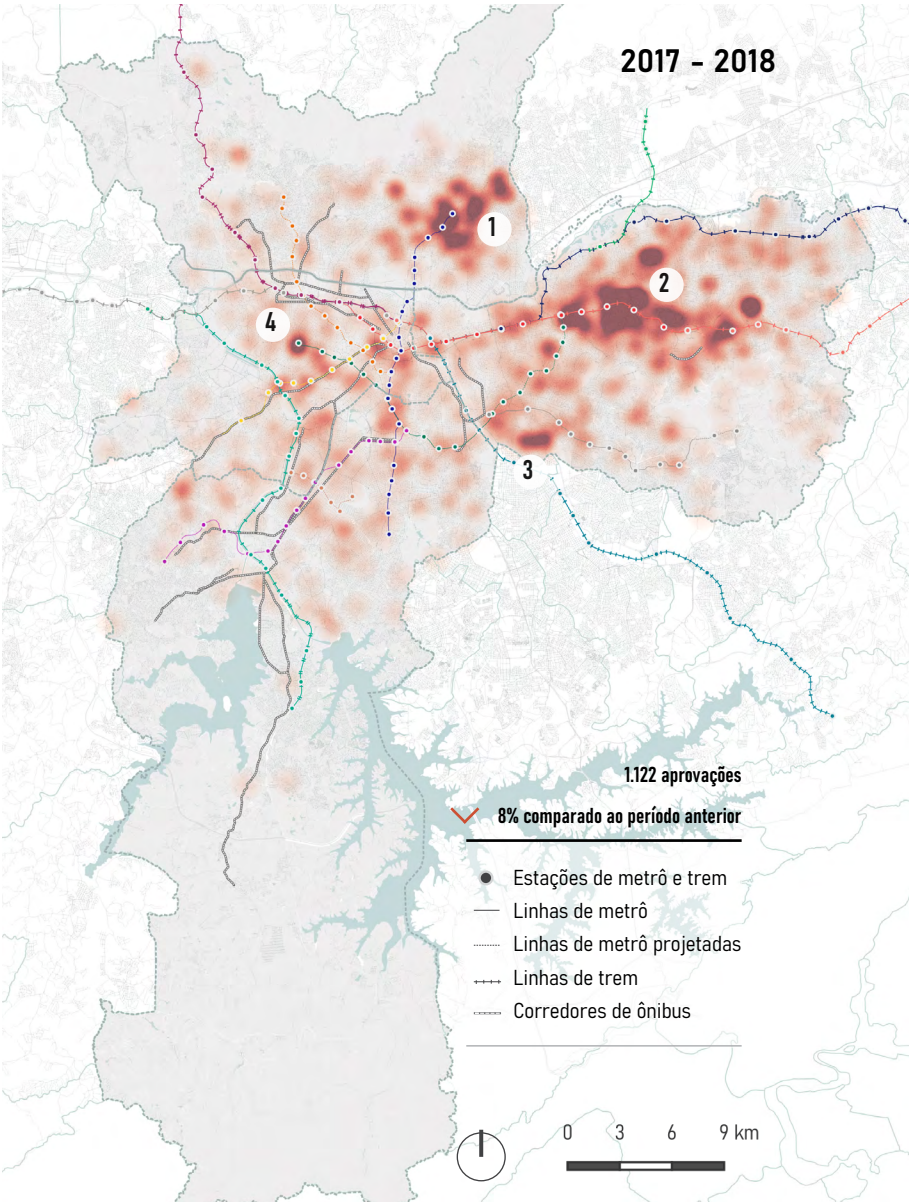 2017 - 2018
1
2
4
3
1.122 aprovações
8% comparado ao período anterior
Estações de metrô e trem
Linhas de metrô
Linhas de metrô projetadas
Linhas de trem
Corredores de ônibus
0 3 6 9 km